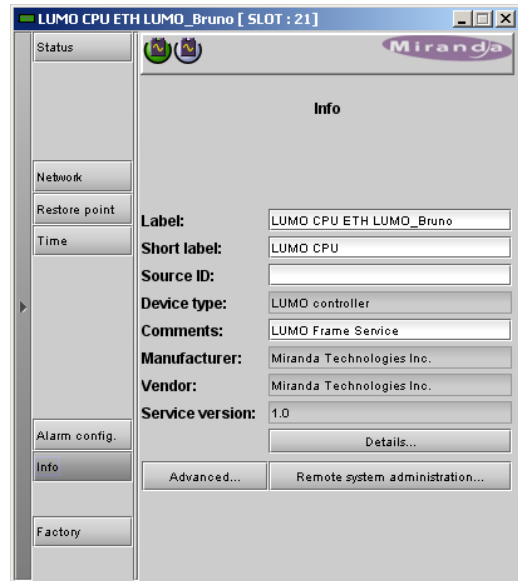 LUMO CPU ETH LUMO_Bruno [ SLOT : 21]
Status
Miranda
Info
Network
Restore point
Time
Label: LUMO CPU ETH LUMO_Bruno
Short label: LUMO CPU
Source ID:
Device type: LUMO controller
Comments: LUMO Frame Service
Manufacturer: Miranda Technologies Inc.
Vendor: Miranda Technologies Inc.
Service version: 1.0
Alarm config.
Details...
Info
Advanced... Remote system administration...
Factory